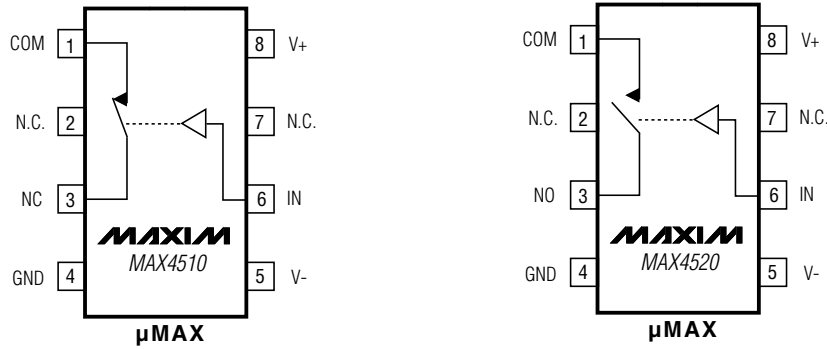 COM 1 8 V+
N.C. 2 7 N.C.
NC 3 6 IN
MAXIM
MAX4510
GND 4 5 V-
µMAX
COM 1 8 V+
N.C. 2 7 N.C.
NO 3 6 IN
MAXIM
MAX4520
GND 4 5 V-
µMAX